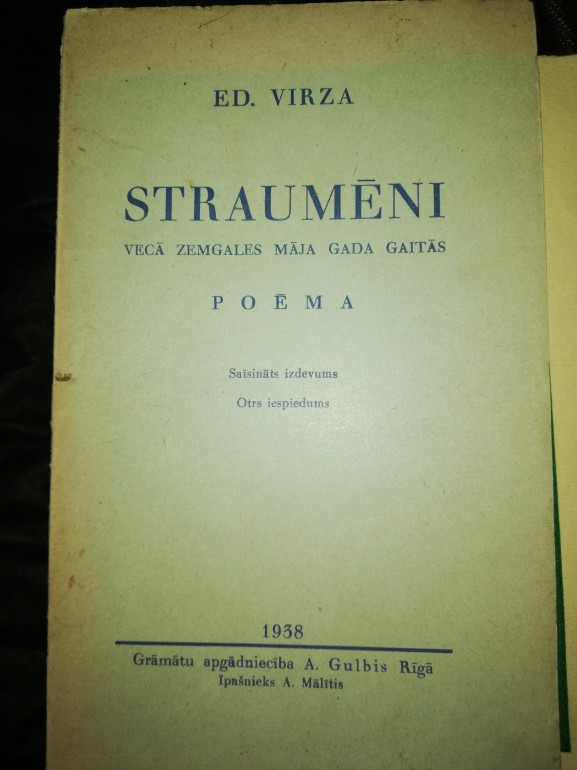 ED. VIRZA
STRAUMĒNI
VECĀ ZEMGALES MĀJA GADA GAITĀS
POĒMA
Saīsināts izdevums
Otrs iespiedums
1938
Grāmatu apgādniecība A. Gulbis Rīgā
Īpašnieks A. Mālītis